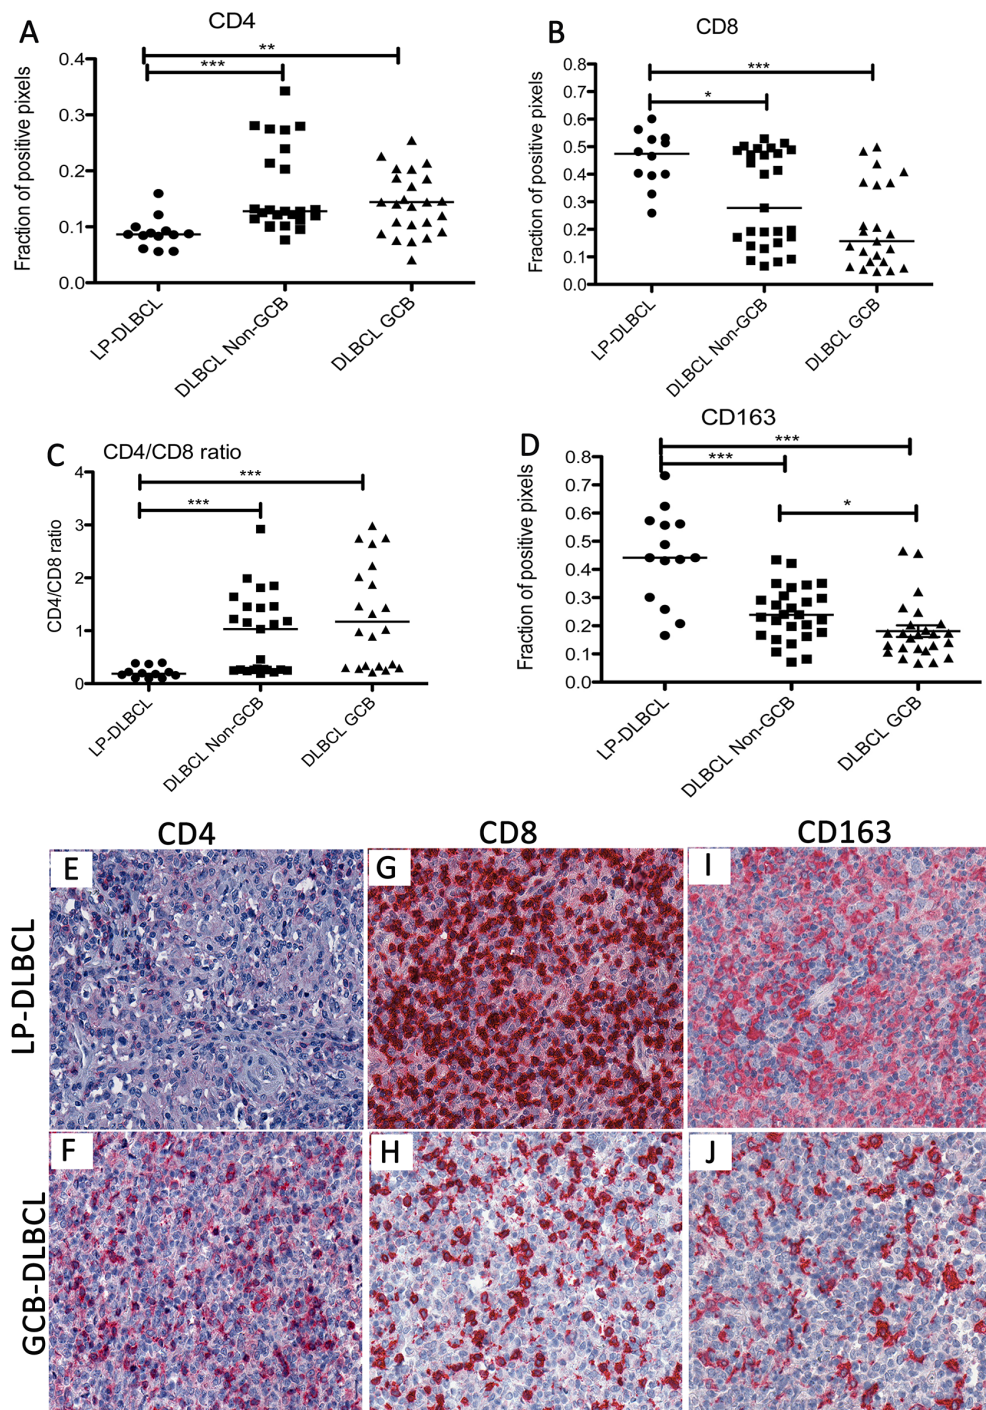 A
CD4
**
***
Fraction of positive pixels
0.4
0.3
0.2
0.1
0.0
LP-DLBCL
DLBCL Non-GCB
DLBCL GCB
B
CD8
***
*
Fraction of positive pixels
0.8
0.7
0.6
0.5
0.4
0.3
0.2
0.1
0.0
LP-DLBCL
DLBCL Non-GCB
DLBCL GCB
C
CD4/CD8 ratio
***
***
CD4/CD8 ratio
4
3
2
1
0
LP-DLBCL
DLBCL Non-GCB
DLBCL GCB
D
CD163
***
***
*
Fraction of positive pixels
0.8
0.7
0.6
0.5
0.4
0.3
0.2
0.1
0.0
LP-DLBCL
DLBCL Non-GCB
DLBCL GCB
CD4 CD8 CD163
LP-DLBCL
E G I
GCB-DLBCL
F H J